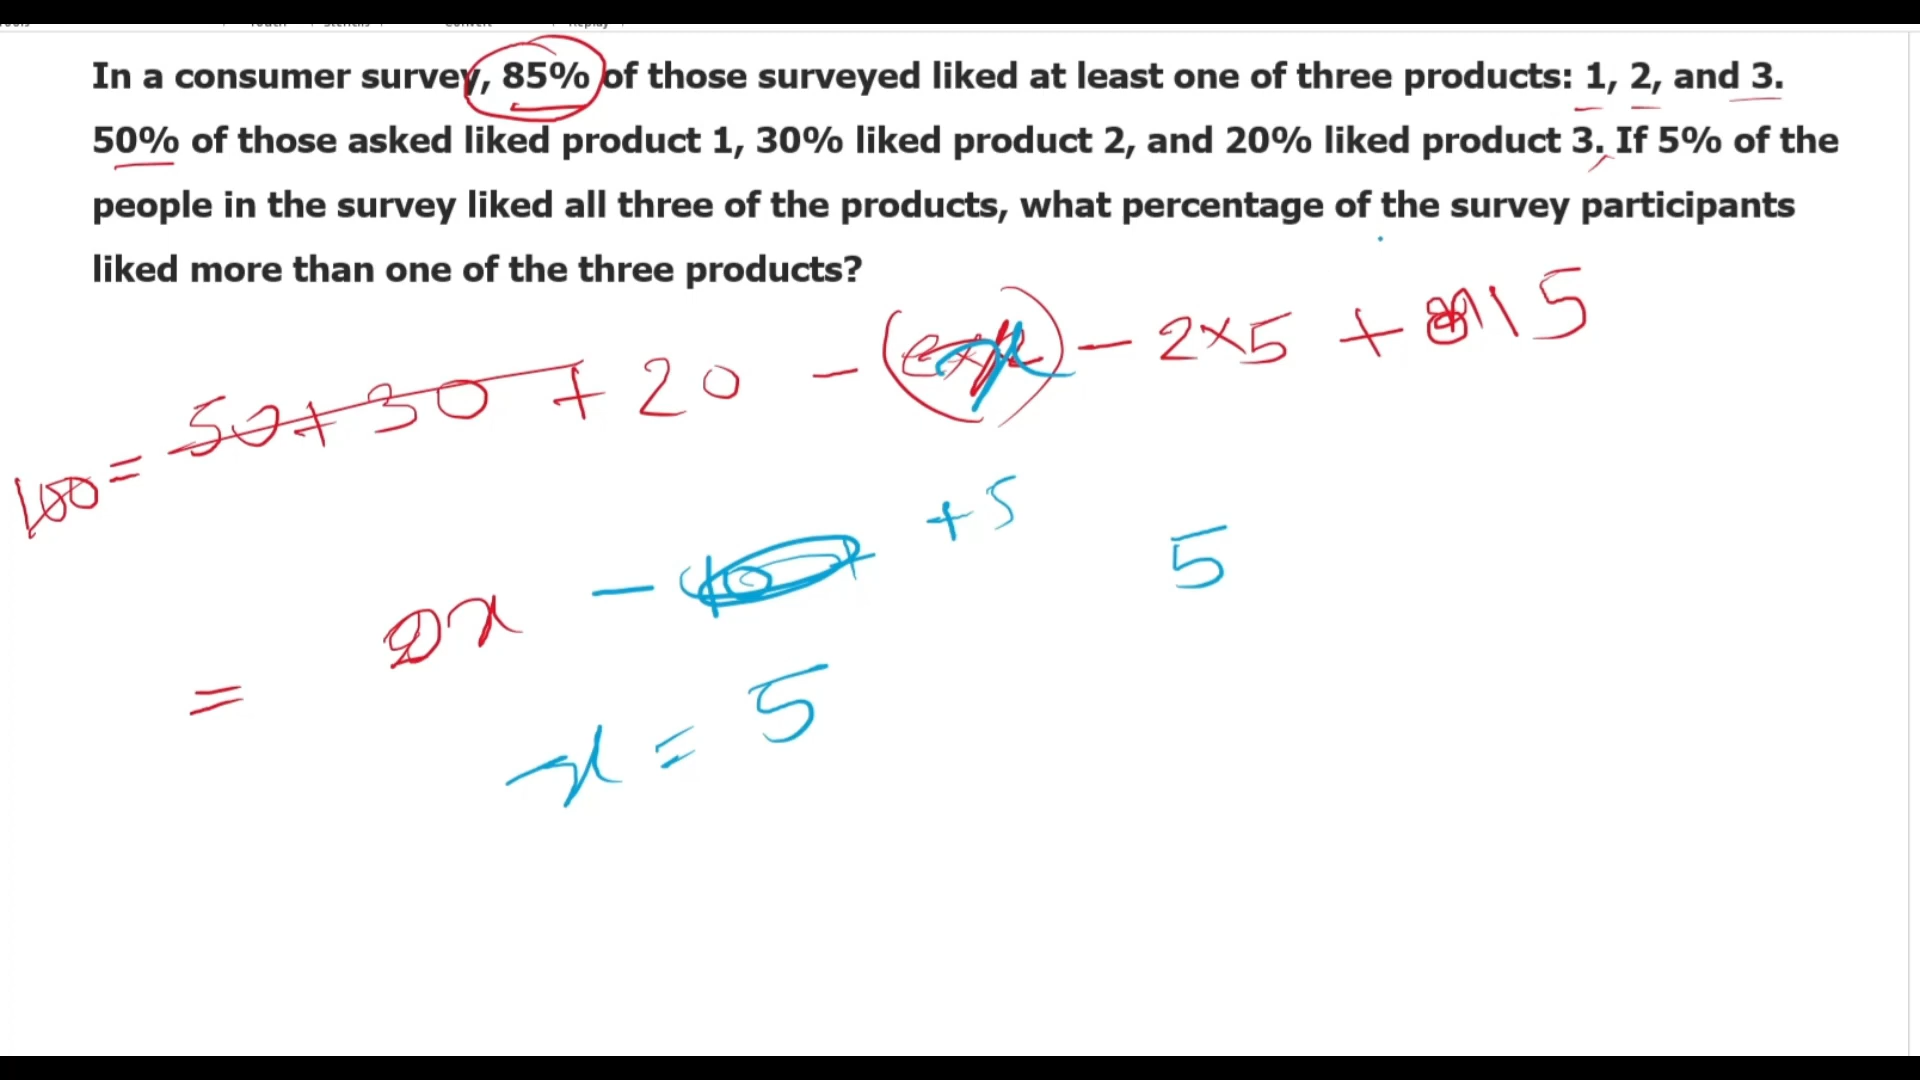 In a consumer survey, 85% of those surveyed liked at least one of three products: 1, 2, and 3.
50% of those asked liked product 1, 30% liked product 2, and 20% liked product 3. If 5% of the
people in the survey liked all three of the products, what percentage of the survey participants
liked more than one of the three products?
100 = 50 + 30 + 20 - x - 2x5 + 15
+5
5
= 2x -
x = 5